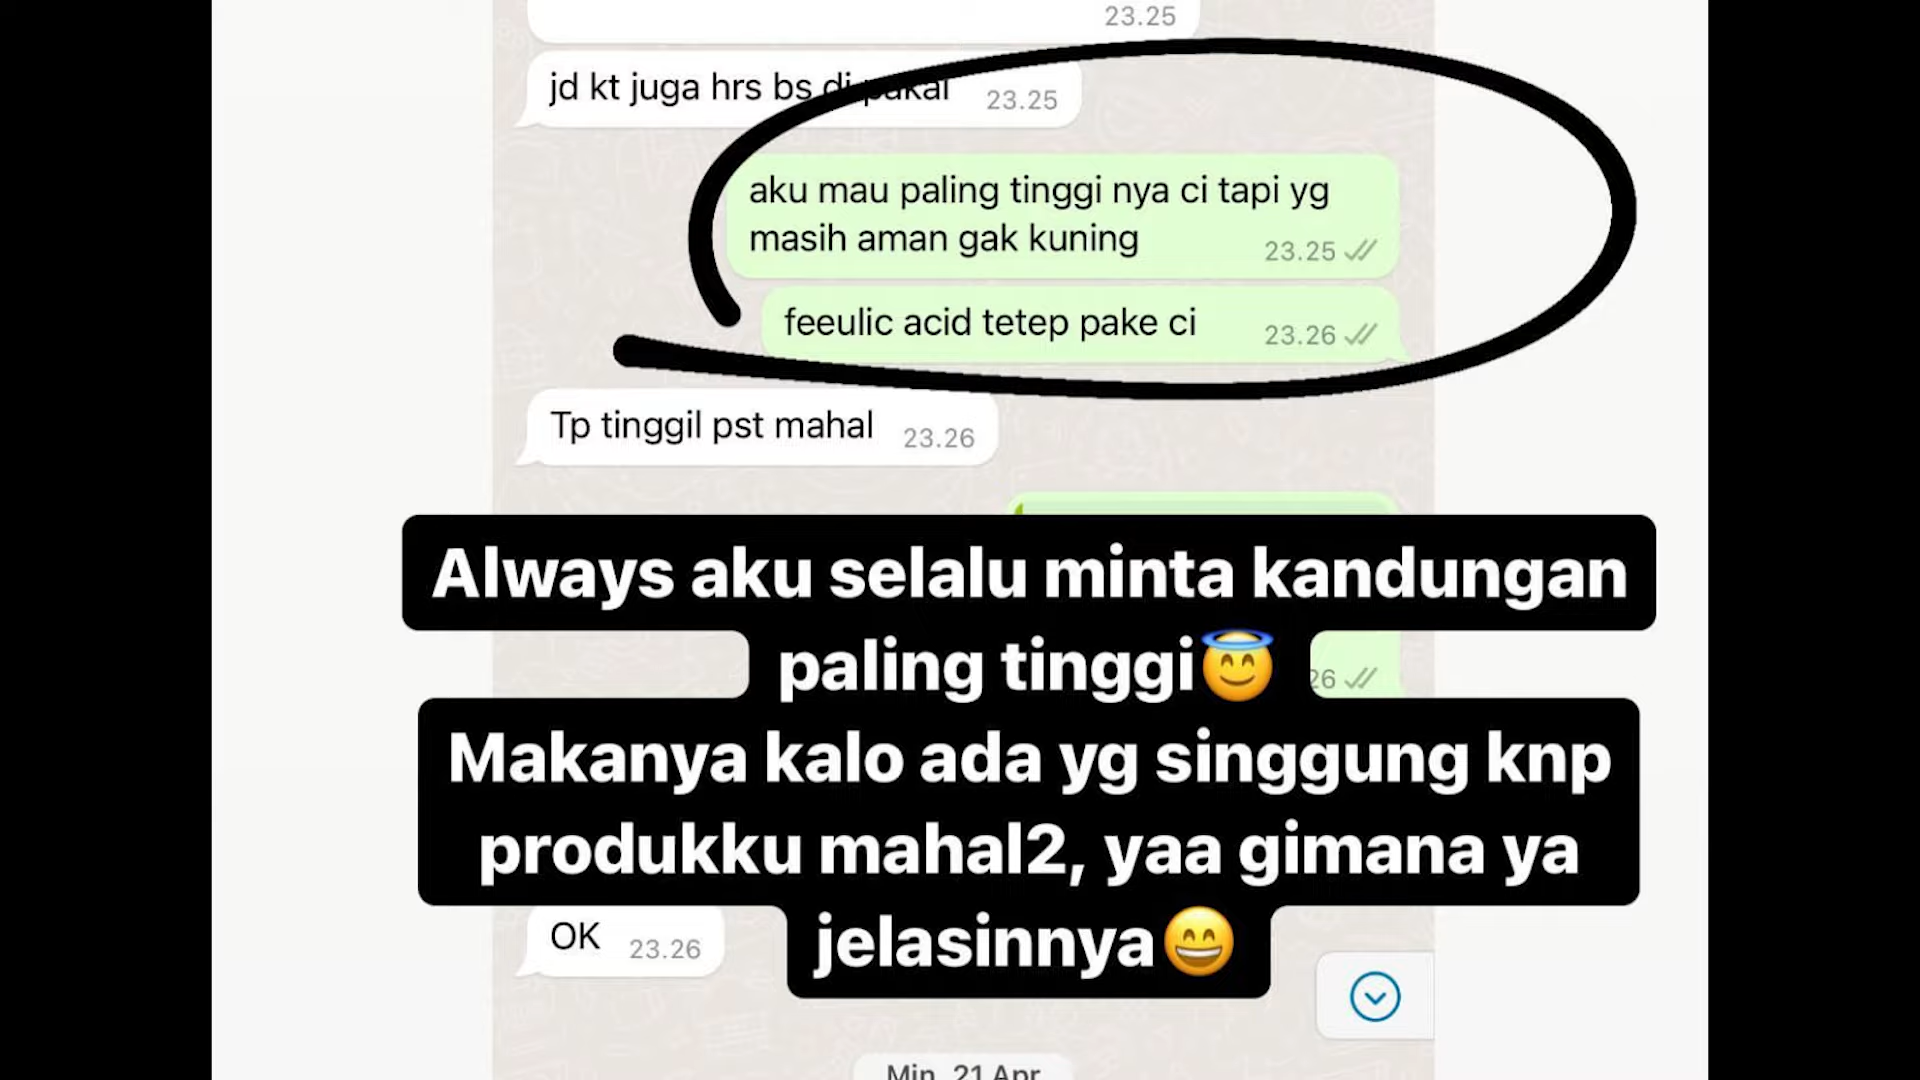 23.25
jd kt juga hrs bs di pakai 23.25
aku mau paling tinggi nya ci tapi yg
masih aman gak kuning 23.25
feeulic acid tetep pake ci 23.26
Tp tinggil pst mahal 23.26
Always aku selalu minta kandungan
paling tinggi😇
26
Makanya kalo ada yg singgung knp
produkku mahal2, yaa gimana ya
jelasinnya😄
OK 23.26
Min, 21 Apr